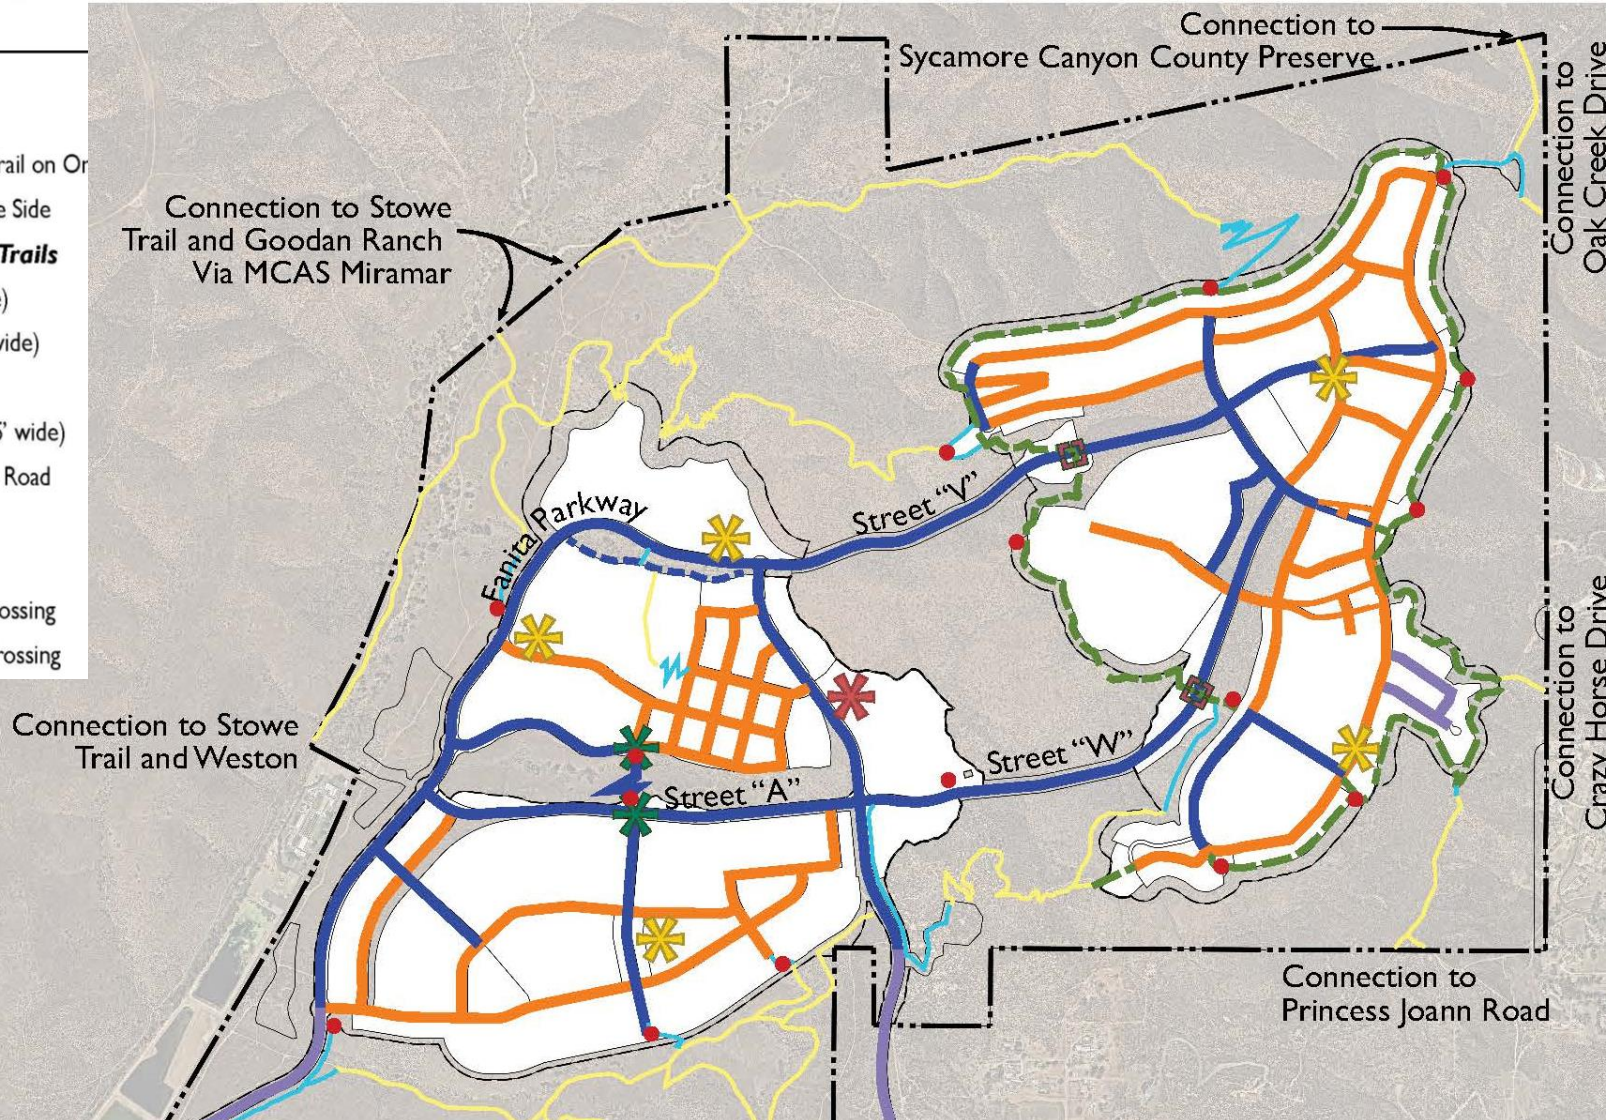 rail on Or
e Side
Trails
e)
vide)
5' wide)
Road
ossing
rossing
Connection to
Sycamore Canyon County Preserve
Connection to
Oak Creek Drive
Connection to Stowe
Trail and Goodan Ranch
Via MCAS Miramar
Fanita Parkway
Street "V"
Connection to Stowe
Trail and Weston
Street "A"
Street "W"
Connection to
Crazy Horse Drive
Connection to
Princess Joann Road